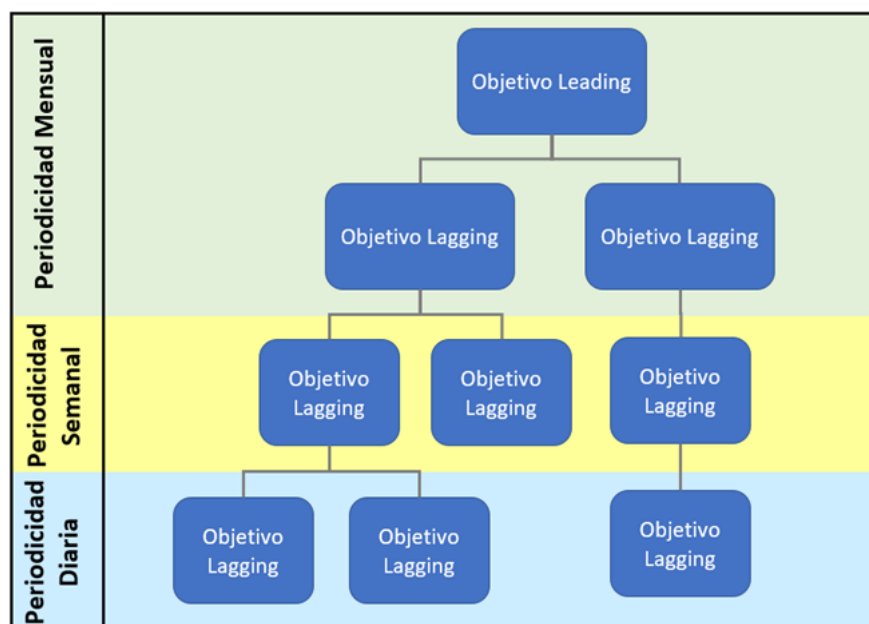 Periodicidad Mensual
Objetivo Leading
Objetivo Lagging
Objetivo Lagging
Periodicidad
Semanal
Objetivo
Lagging
Objetivo
Lagging
Objetivo
Lagging
Periodicidad
Diaria
Objetivo
Lagging
Objetivo
Lagging
Objetivo
Lagging